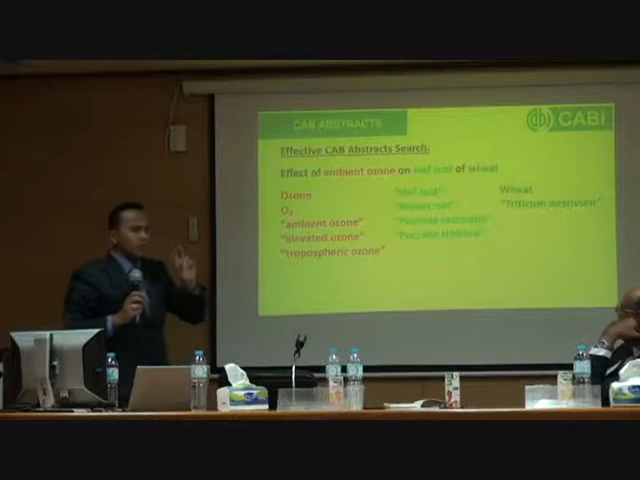 CAB ABSTRACTS
CABI
Effective CAB Abstracts Search:
Effect of ambient ozone on leaf rust of wheat
Ozone
O3
"ambient ozone"
"elevated ozone"
"tropospheric ozone"
"leaf rust"
"brown rust"
"Puccinia recondita"
"Puccinia triticina"
Wheat
"Triticum aestivum"